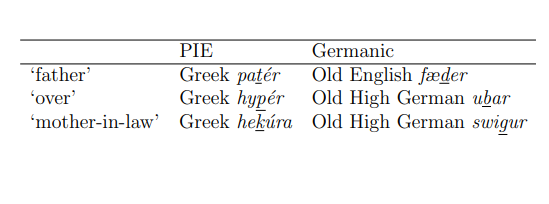 PIE Germanic
‘father’ Greek patér Old English fæder
‘over’ Greek hypér Old High German ubar
‘mother-in-law’ Greek hekúra Old High German swigur